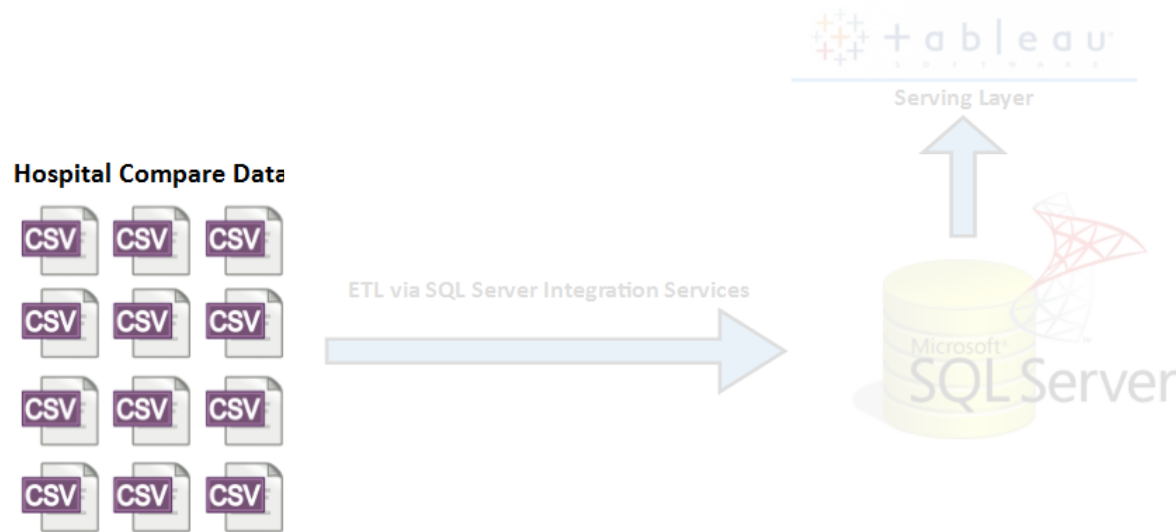 + a b l e a u
S O F T W A R E
Serving Layer
Hospital Compare Data
CSV CSV CSV
ETL via SQL Server Integration Services
CSV CSV CSV
Microsoft
SQL Server
CSV CSV CSV
CSV CSV CSV